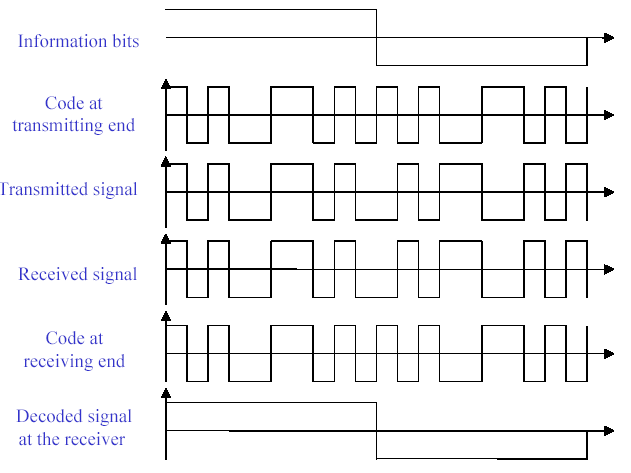 Information bits
Code at
transmitting end
Transmitted signal
Received signal
Code at
receiving end
Decoded signal
at the receiver